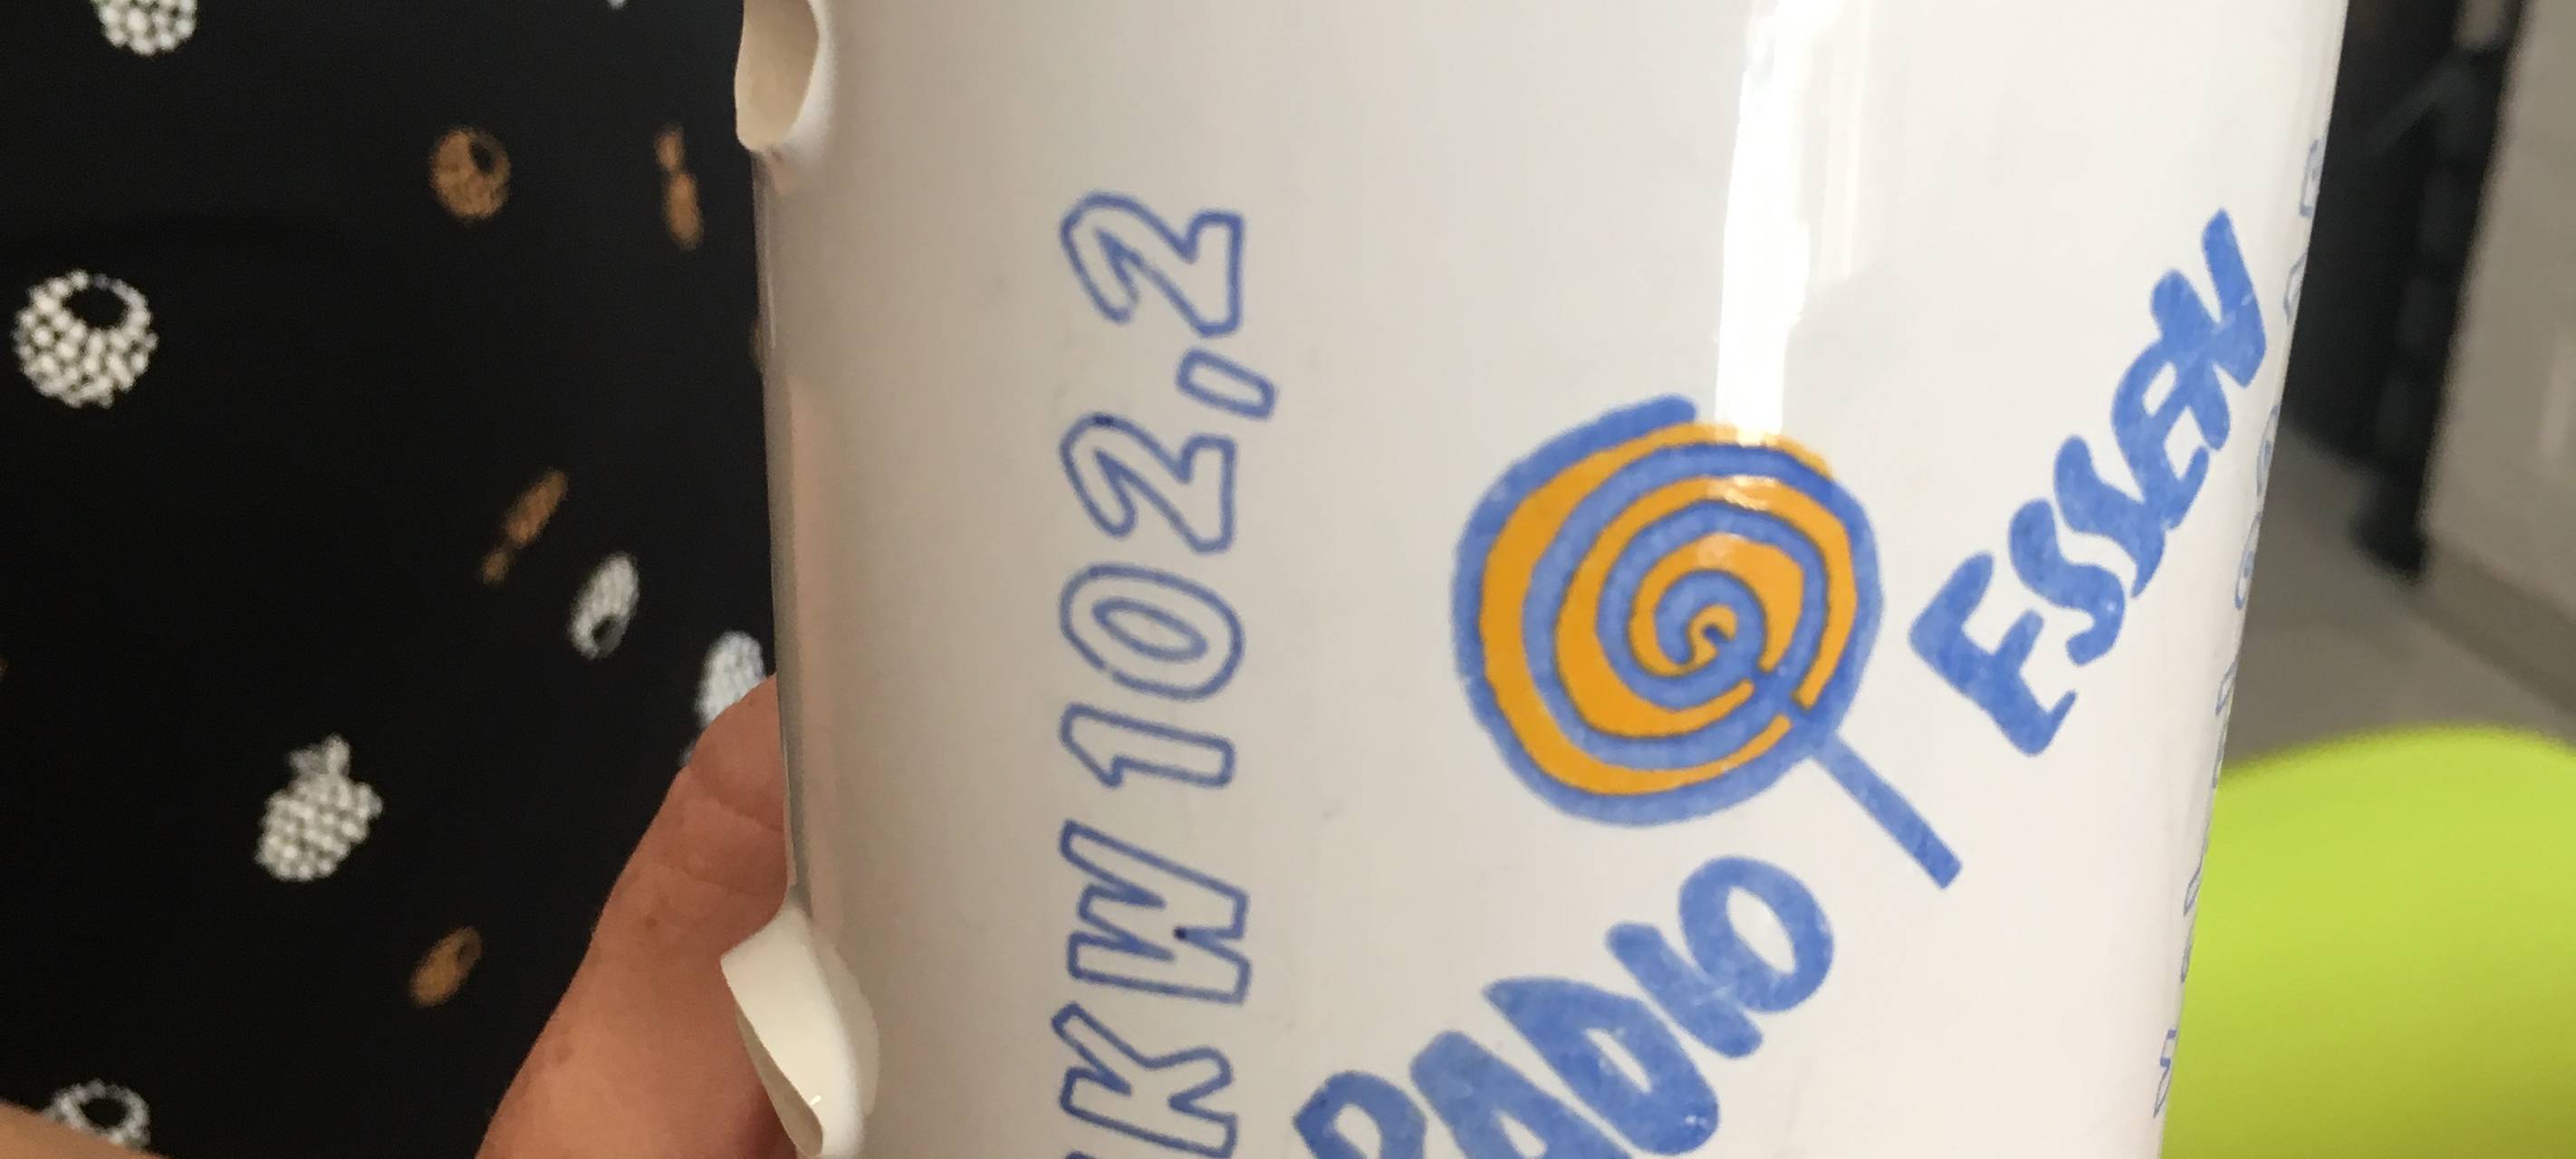 UKW 102,2
RADIO ESSEN